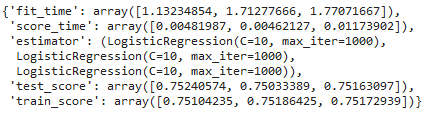 {'fit_time': array([1.13234854, 1.71277666, 1.77071667]),
 'score_time': array([0.00481987, 0.00462127, 0.01173902]),
 'estimator': (LogisticRegression(C=10, max_iter=1000),
  LogisticRegression(C=10, max_iter=1000),
  LogisticRegression(C=10, max_iter=1000)),
 'test_score': array([0.75240574, 0.75033389, 0.75163097]),
 'train_score': array([0.75104235, 0.75186425, 0.75172939])}